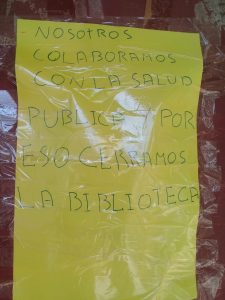 - NOSOTROS
COLABORAMOS
CON LA SALUD
PUBLICA Y POR
ESO CERRAMOS
LA BIBLIOTECA